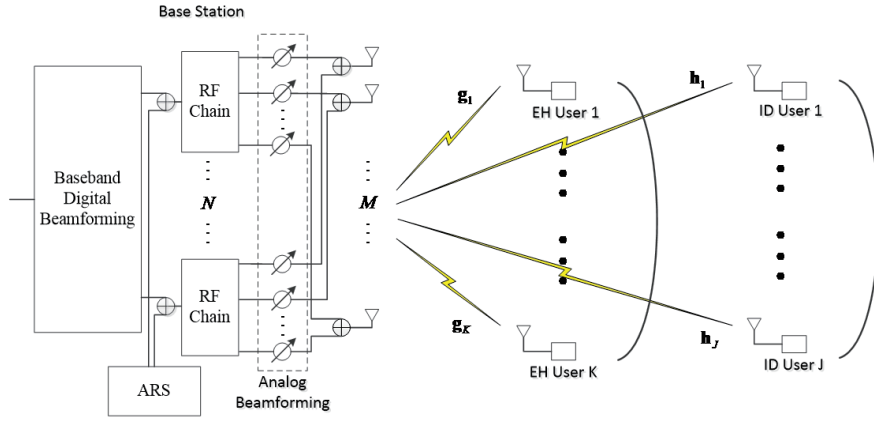 Base Station
Baseband
Digital
Beamforming
RF
Chain
N
RF
Chain
ARS
Analog
Beamforming
M
g1
gK
h1
hJ
EH User 1
EH User K
ID User 1
ID User J